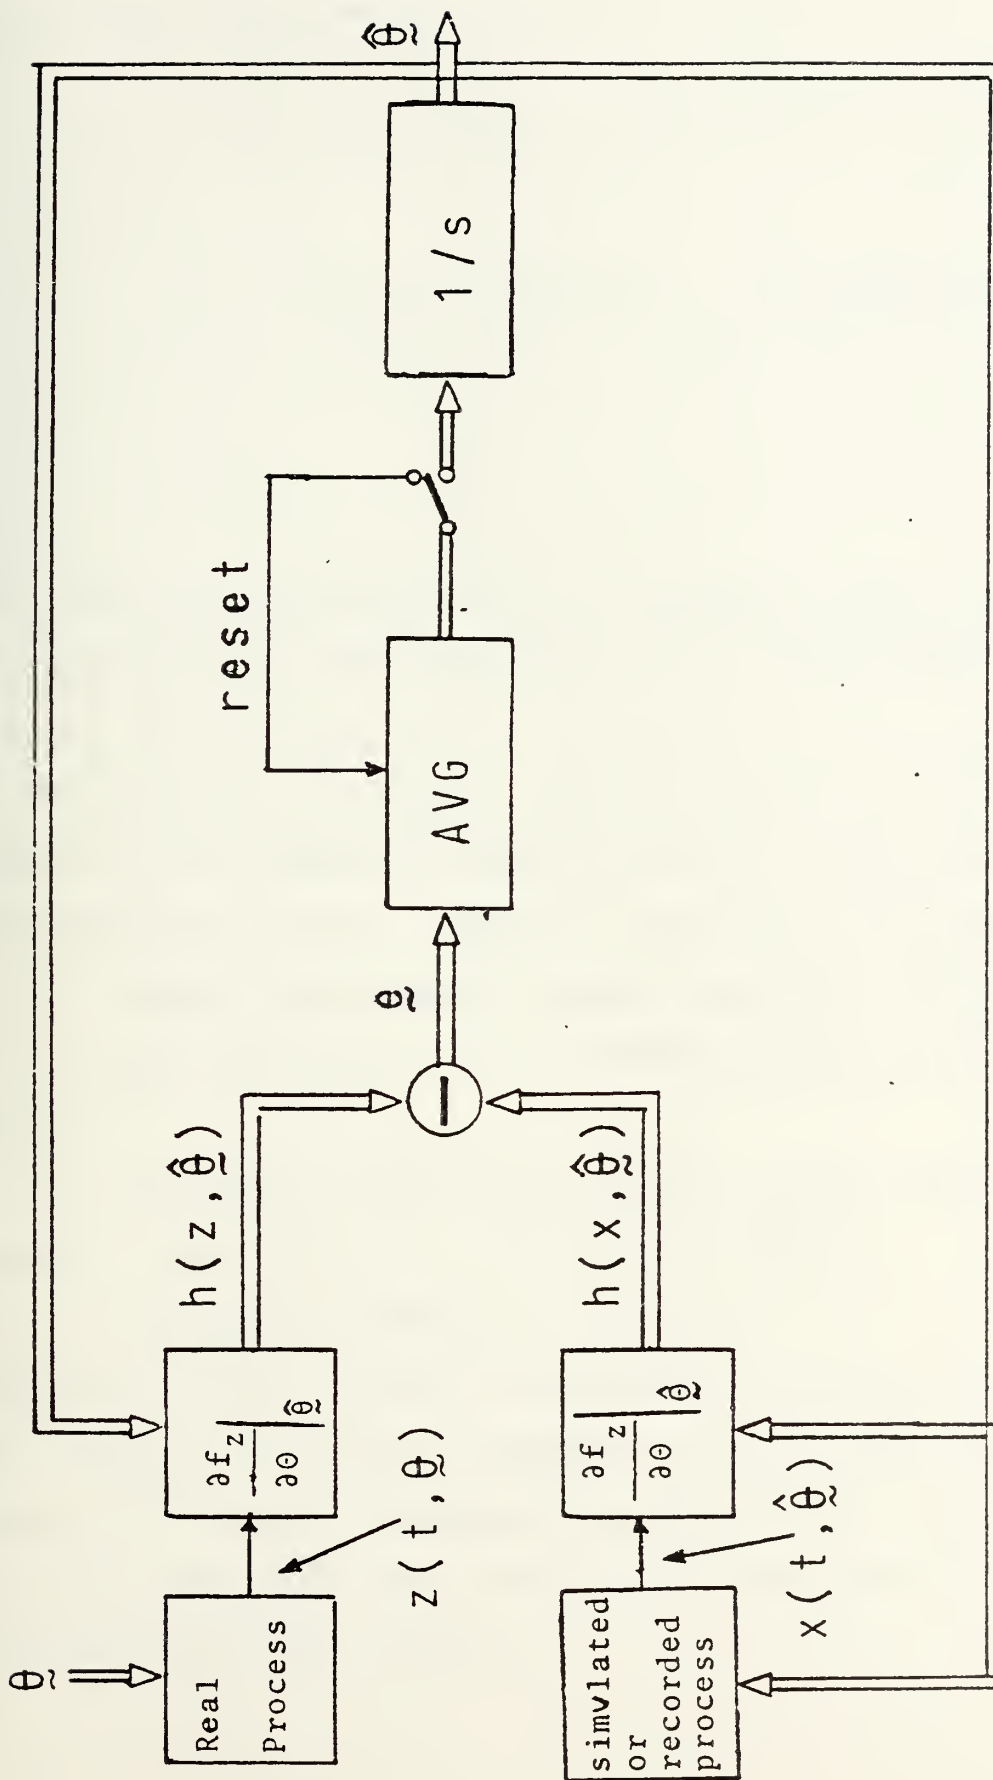 θ̰
Real
Process
z(t,θ̰)
∂f_z
∂θ
θ̰̂
h(z,θ̰̂)
simvlated
or
recorded
process
x(t,θ̰̂)
∂f_z
∂θ
θ̰̂
h(x,θ̰̂)
—
ḛ
AVG
reset
1/s
θ̰̂